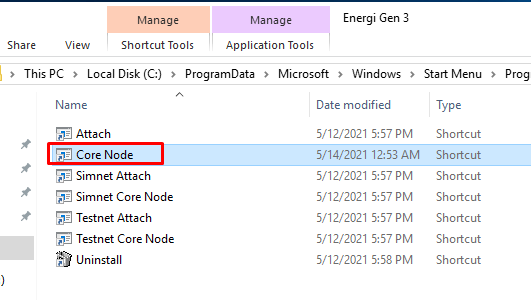 Manage Manage Energi Gen 3
Share View Shortcut Tools Application Tools
This PC > Local Disk (C:) > ProgramData > Microsoft > Windows > Start Menu > Prog
Name Date modified Type
Attach 5/12/2021 5:57 PM Shortcut
Core Node 5/14/2021 12:53 AM Shortcut
Simnet Attach 5/12/2021 5:57 PM Shortcut
Simnet Core Node 5/12/2021 5:57 PM Shortcut
Testnet Attach 5/12/2021 5:57 PM Shortcut
Testnet Core Node 5/12/2021 5:57 PM Shortcut
Uninstall 5/12/2021 5:58 PM Shortcut
)